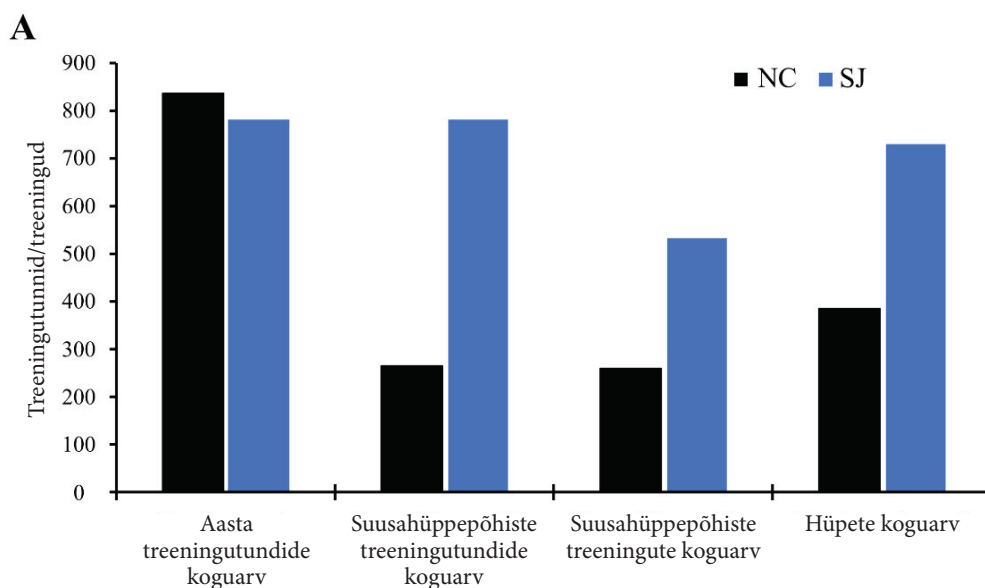 A
900
800
700
600
500
400
300
200
100
0
Treeningutunnid/treeningud
NC
SJ
Aasta
treeningutundide
koguarv
Suusahüppepõhiste
treeningutundide
koguarv
Suusahüppepõhiste
treeningute koguarv
Hüpete koguarv